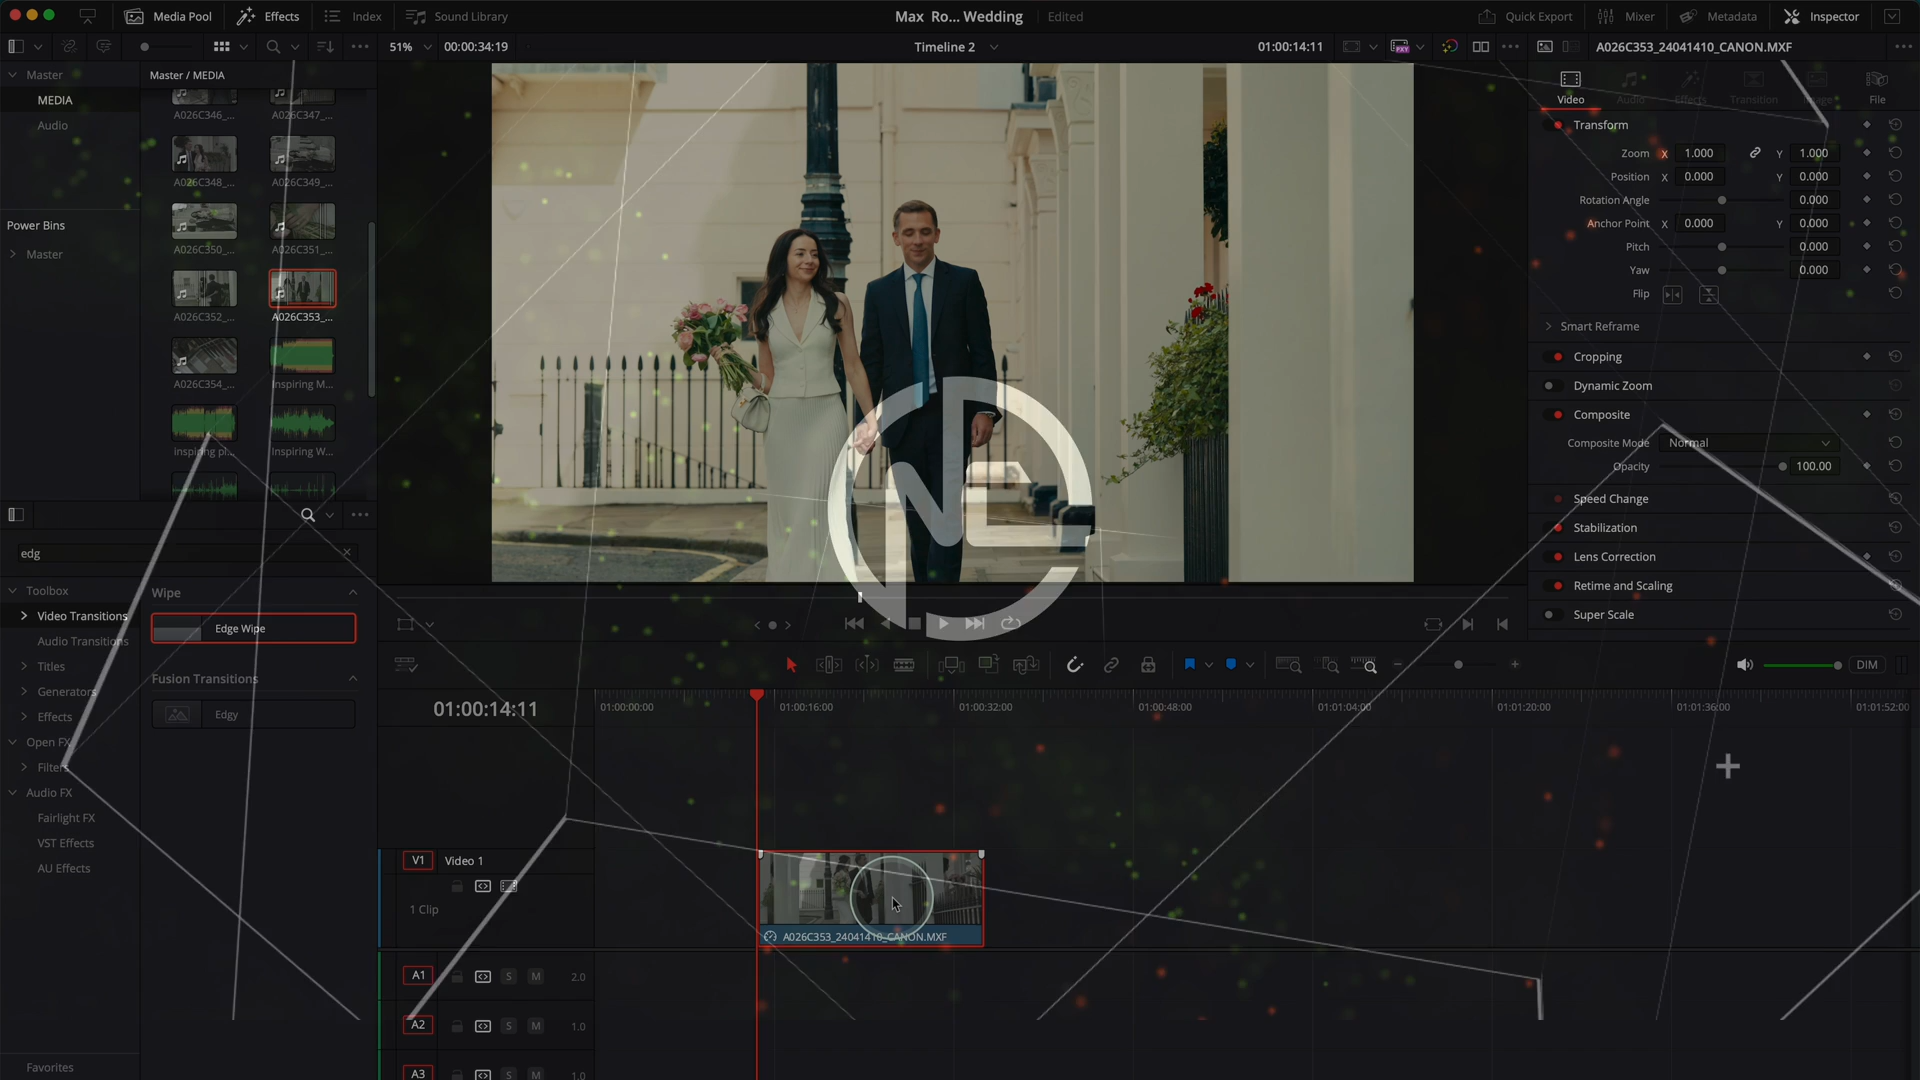 Media Pool
Effects
Index
Sound Library
Max Ro... Wedding
Edited
Quick Export
Mixer
Metadata
Inspector
51%
00:00:34:19
Timeline 2
01:00:14:11
A026C353_24041410_CANON.MXF
Master
MEDIA
Audio
Power Bins
Master
Master / MEDIA
A026C346_...
A026C347_...
A026C348_...
A026C349_...
A026C350_...
A026C351_...
A026C352_...
A026C353_...
A026C354_...
Inspiring M...
inspiring pi...
Inspiring W...
Video
Audio
Effects
Transition
Image
File
Transform
Zoom X 1.000 Y 1.000
Position X 0.000 Y 0.000
Rotation Angle 0.000
Anchor Point X 0.000 Y 0.000
Pitch 0.000
Yaw 0.000
Flip
Smart Reframe
Cropping
Dynamic Zoom
Composite
Composite Mode Normal
Opacity 100.00
Speed Change
Stabilization
Lens Correction
Retime and Scaling
Super Scale
edg
Toolbox
Video Transitions
Audio Transitions
Titles
Generators
Effects
Open FX
Filters
Audio FX
Fairlight FX
VST Effects
AU Effects
Favorites
Wipe
Edge Wipe
Fusion Transitions
Edgy
NE
DIM
01:00:14:11
01:00:00:00
01:00:16:00
01:00:32:00
01:00:48:00
01:01:04:00
01:01:20:00
01:01:36:00
01:01:52:00
V1 Video 1
1 Clip
A026C353_24041410_CANON.MXF
A1 S M 2.0
A2 S M 1.0
A3 S M 1.0